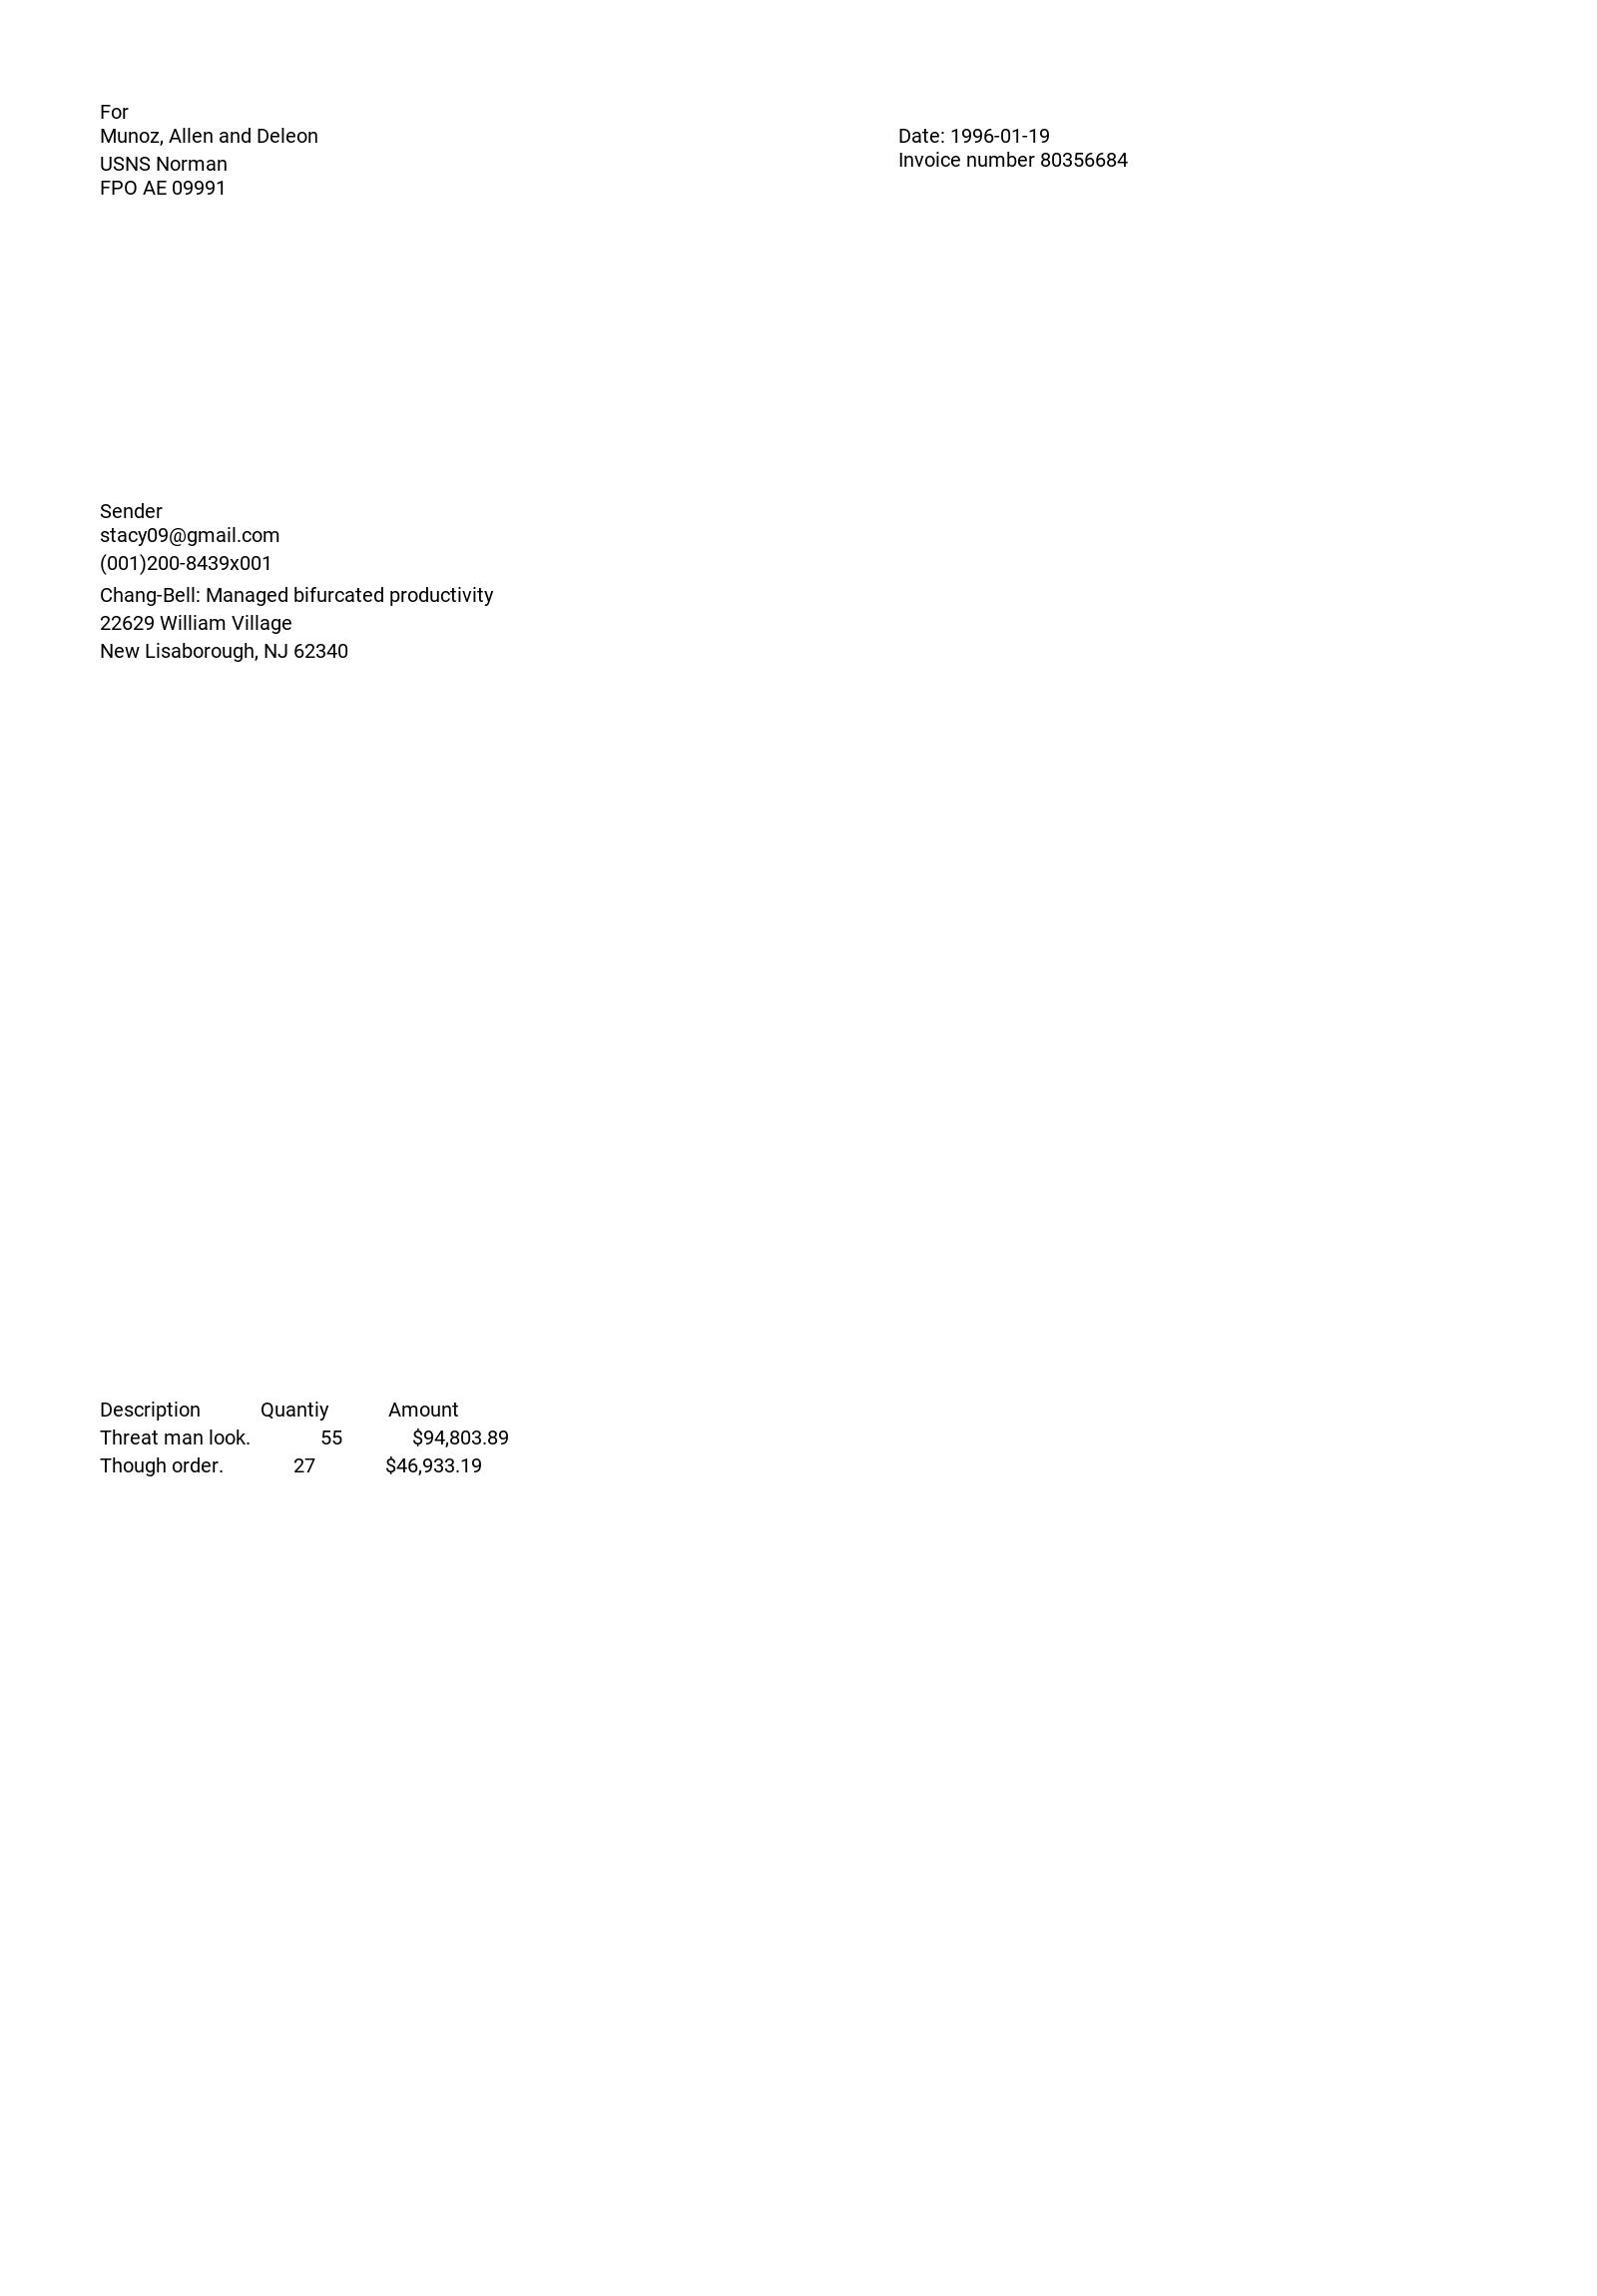 For
Munoz, Allen and Deleon
USNS Norman
FPO AE 09991
Date: 1996-01-19
Invoice number 80356684
Sender
stacy09@gmail.com
(001)200-8439x001
Chang-Bell: Managed bifurcated productivity
22629 William Village
New Lisaborough, NJ 62340
Description Quantiy Amount
Threat man look. 55 $94,803.89
Though order. 27 $46,933.19